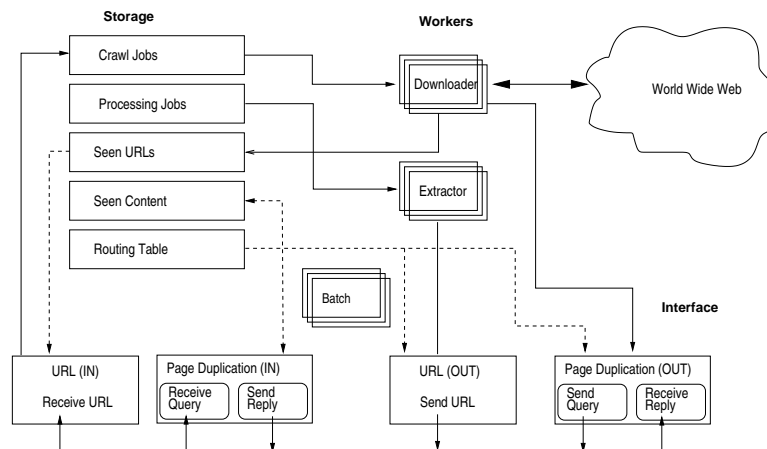 Storage
Workers
Crawl Jobs
Downloader
World Wide Web
Processing Jobs
Seen URLs
Seen Content
Extractor
Routing Table
Batch
Interface
URL (IN)
Receive URL
Page Duplication (IN)
Receive
Query
Send
Reply
URL (OUT)
Send URL
Page Duplication (OUT)
Send
Query
Receive
Reply